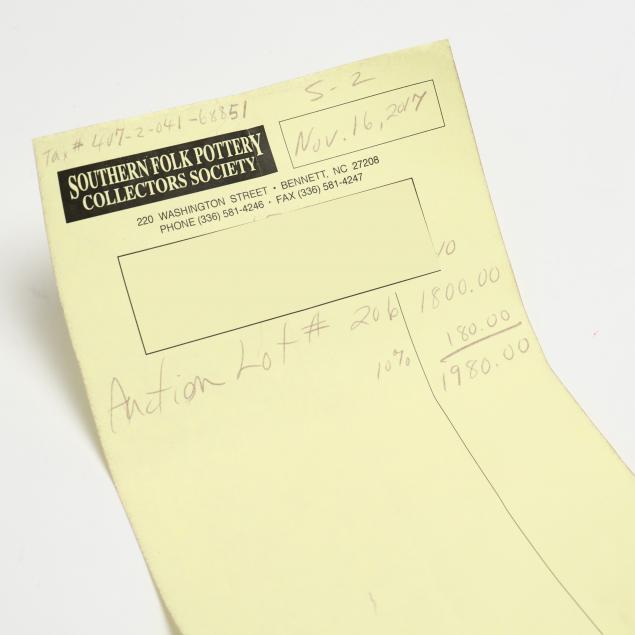 S-2
Tax # 407-2-041-68851
Nov. 16, 2017
SOUTHERN FOLK POTTERY
COLLECTORS SOCIETY
220 WASHINGTON STREET • BENNETT, NC 27208
PHONE (336) 581-4246 • FAX (336) 581-4247
Auction Lot # 206 1800.00
10% 180.00
1980.00